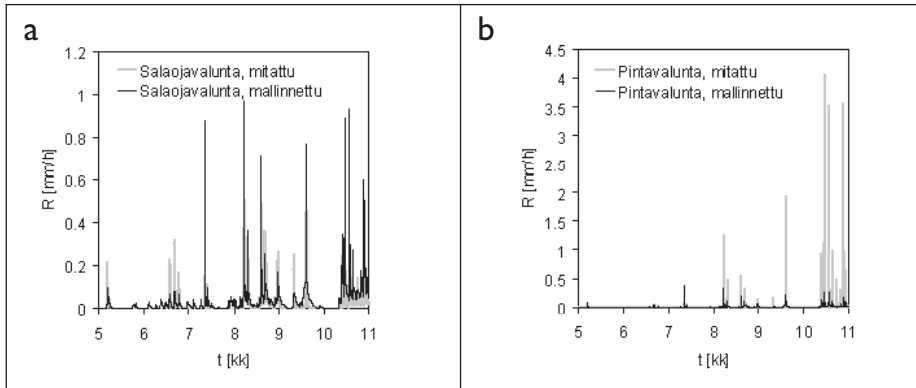 a
1.2
1
0.8
0.6
0.4
0.2
0
R [mm/h]
Salaojavalunta, mitattu
Salaojavalunta, mallinnettu
5 6 7 8 9 10 11
t [kk]
b
4.5
4
3.5
3
2.5
2
1.5
1
0.5
0
R [mm/h]
Pintavalunta, mitattu
Pintavalunta, mallinnettu
5 6 7 8 9 10 11
t [kk]